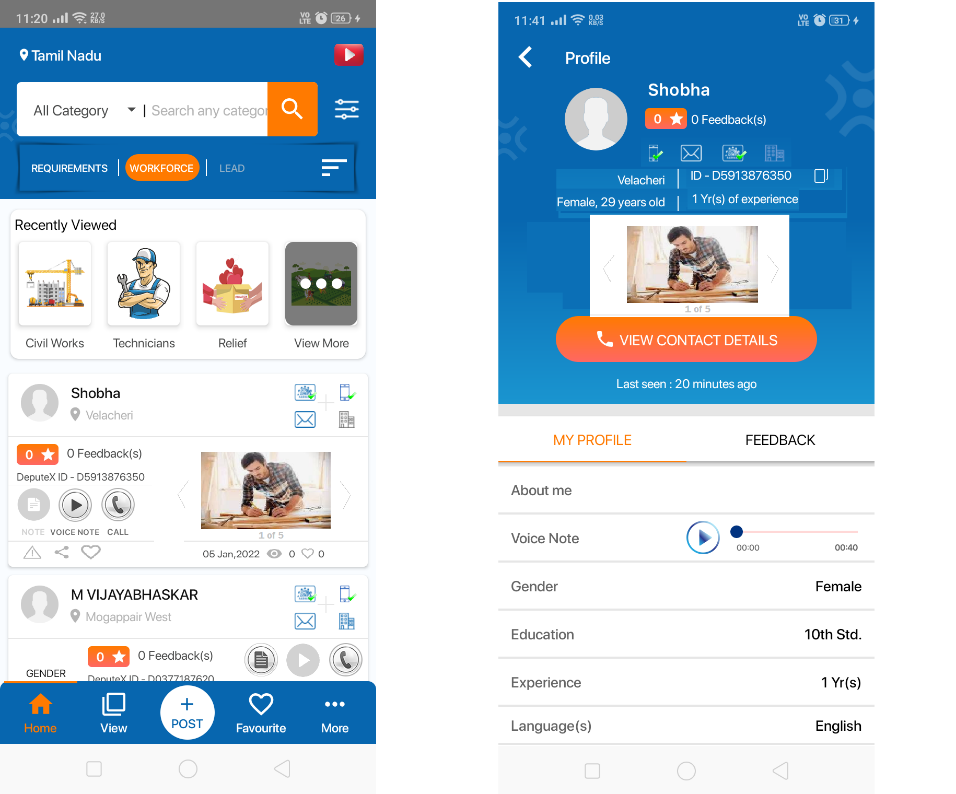 11:20 27.0 KB/S VO LTE 26
Tamil Nadu
All Category | Search any categor
REQUIREMENTS WORKFORCE LEAD
Recently Viewed
Civil Works Technicians Relief View More
Shobha
Velacheri
0 0 Feedback(s)
DeputeX ID - D5913876350
NOTE VOICE NOTE CALL
1 of 5
05 Jan,2022 0 0
M VIJAYABHASKAR
Mogappair West
0 0 Feedback(s)
GENDER
DeputeX ID - D0377187620
Home View + POST Favourite More
11:41 0.03 KB/S VO LTE 31
Profile
Shobha
0 0 Feedback(s)
Velacheri | ID - D5913876350
Female, 29 years old | 1 Yr(s) of experience
1 of 5
VIEW CONTACT DETAILS
Last seen : 20 minutes ago
MY PROFILE FEEDBACK
About me
Voice Note 00:00 00:40
Gender Female
Education 10th Std.
Experience 1 Yr(s)
Language(s) English